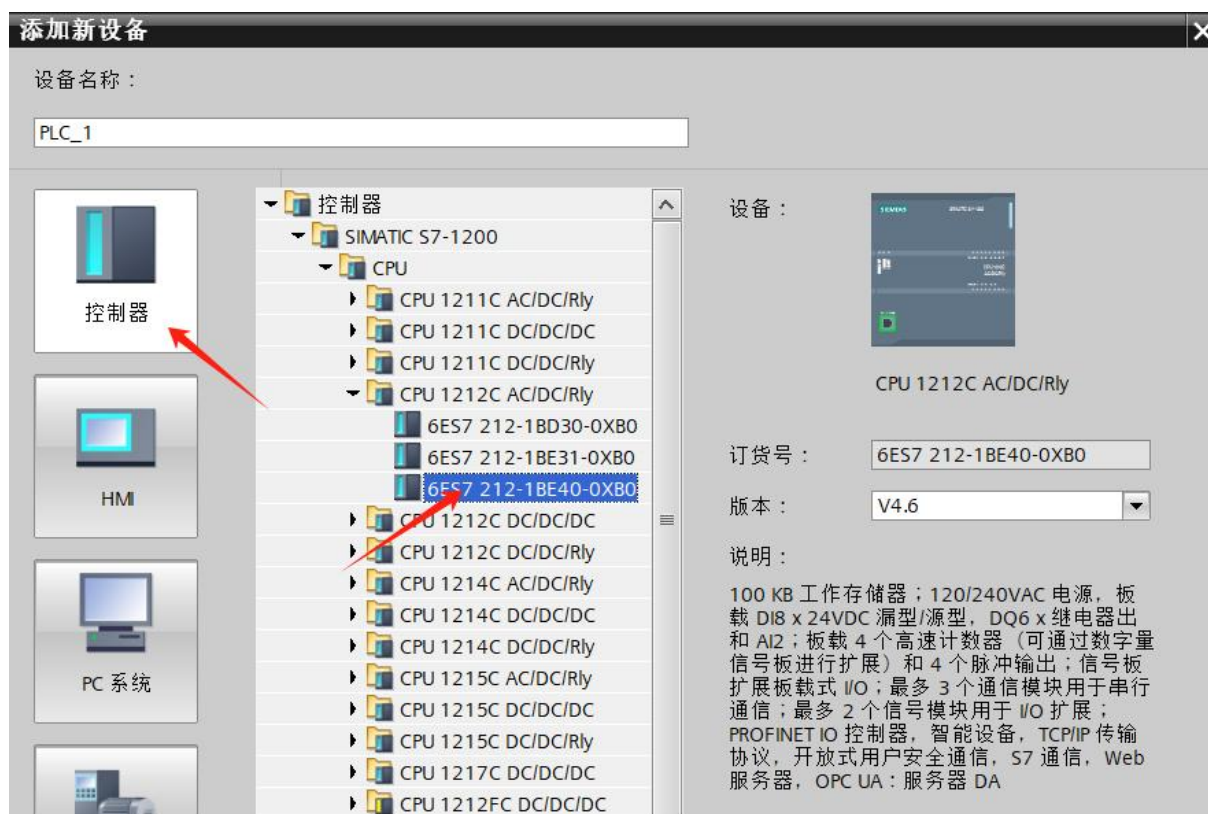 添加新设备
设备名称：
PLC_1
控制器
HMI
PC 系统
控制器
SIMATIC S7-1200
CPU
CPU 1211C AC/DC/Rly
CPU 1211C DC/DC/DC
CPU 1211C DC/DC/Rly
CPU 1212C AC/DC/Rly
6ES7 212-1BD30-0XB0
6ES7 212-1BE31-0XB0
6ES7 212-1BE40-0XB0
CPU 1212C DC/DC/DC
CPU 1212C DC/DC/Rly
CPU 1214C AC/DC/Rly
CPU 1214C DC/DC/DC
CPU 1214C DC/DC/Rly
CPU 1215C AC/DC/Rly
CPU 1215C DC/DC/DC
CPU 1215C DC/DC/Rly
CPU 1217C DC/DC/DC
CPU 1212FC DC/DC/DC
设备：
SIEMENS
CPU 1212C AC/DC/Rly
订货号：
6ES7 212-1BE40-0XB0
版本：
V4.6
说明：
100 KB 工作存储器；120/240VAC 电源，板
载 DI8 x 24VDC 漏型/源型，DQ6 x 继电器出
和 AI2；板载 4 个高速计数器（可通过数字量
信号板进行扩展）和 4 个脉冲输出；信号板
扩展板载式 I/O；最多 3 个通信模块用于串行
通信；最多 2 个信号模块用于 I/O 扩展；
PROFINET IO 控制器，智能设备，TCP/IP 传输
协议，开放式用户安全通信，S7 通信，Web
服务器，OPC UA：服务器 DA